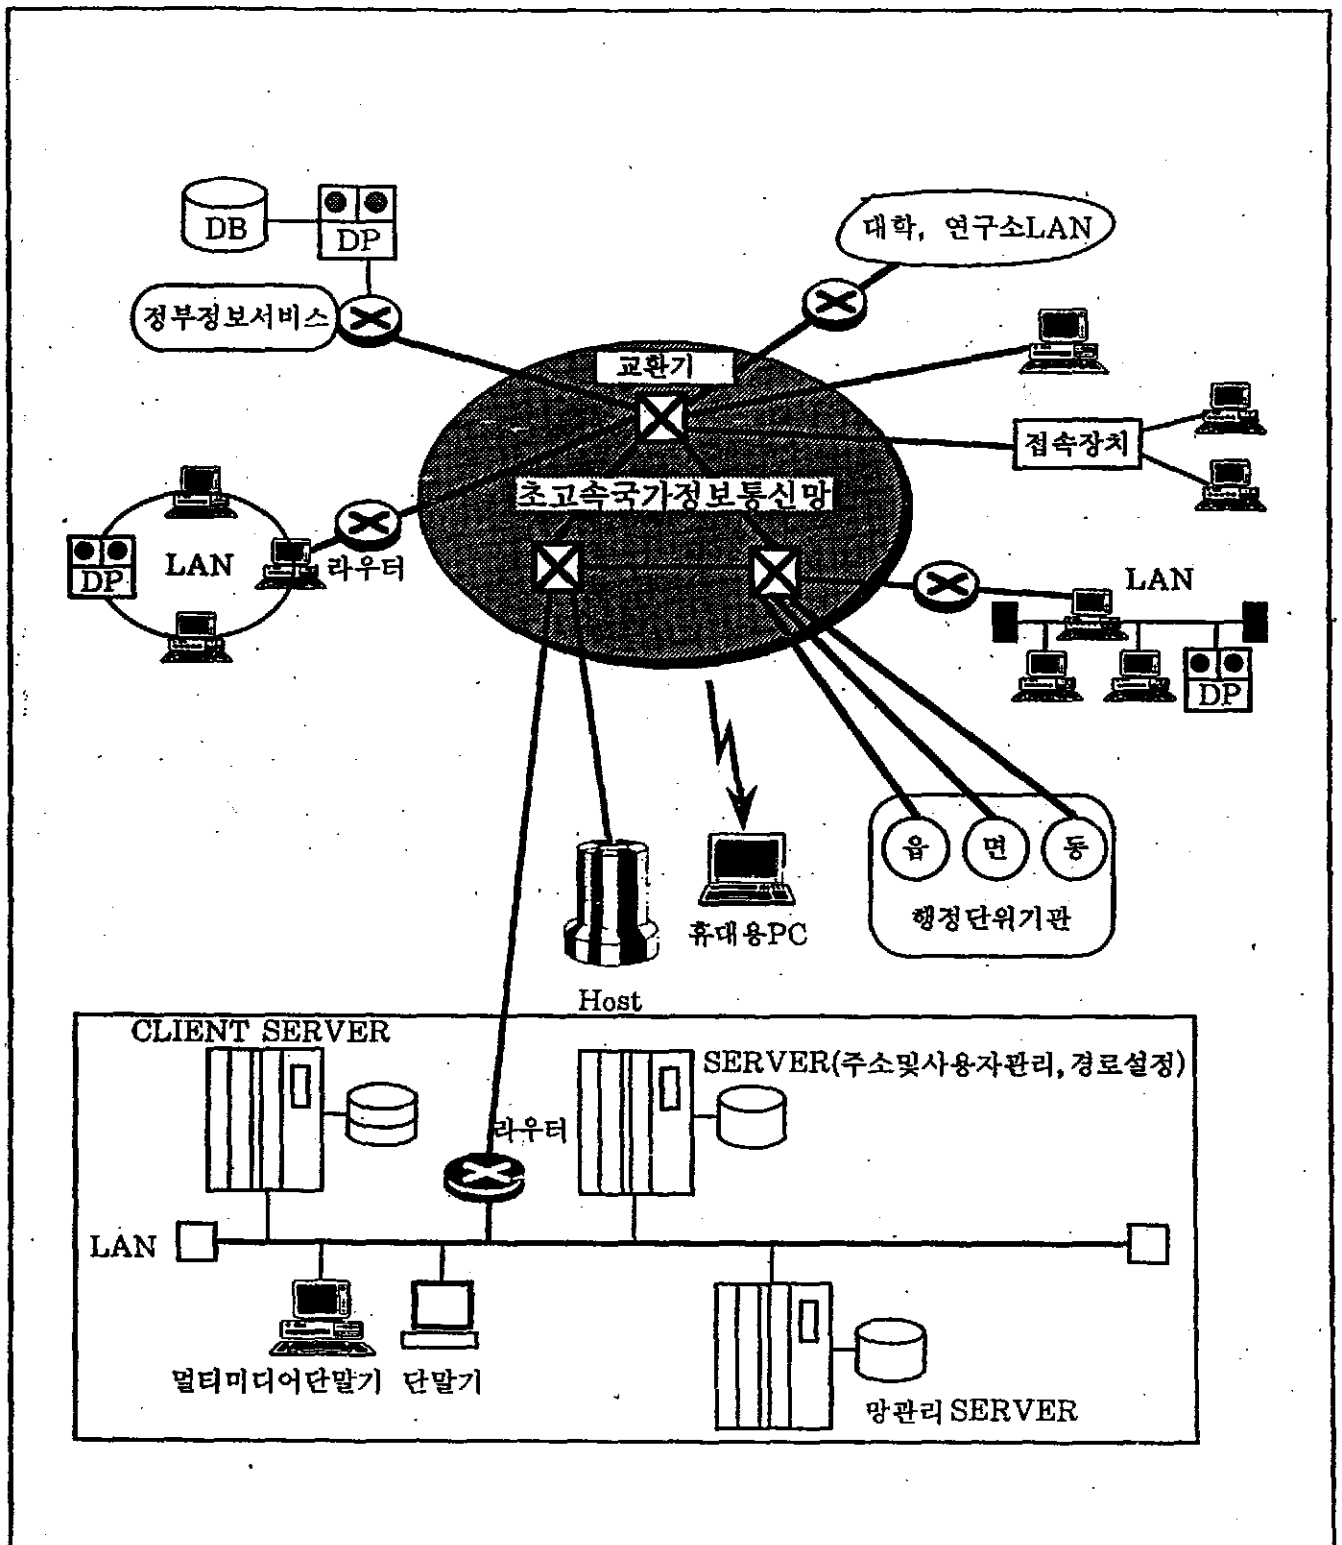 DB
DP
대학, 연구소LAN
정부정보서비스
교환기
접속장치
초고속국가정보통신망
LAN
DP
라우터
LAN
DP
읍 면 동
행정단위기관
휴대용PC
Host
CLIENT SERVER
SERVER(주소및사용자관리, 경로설정)
라우터
LAN
멀티미디어단말기 단말기
망관리 SERVER